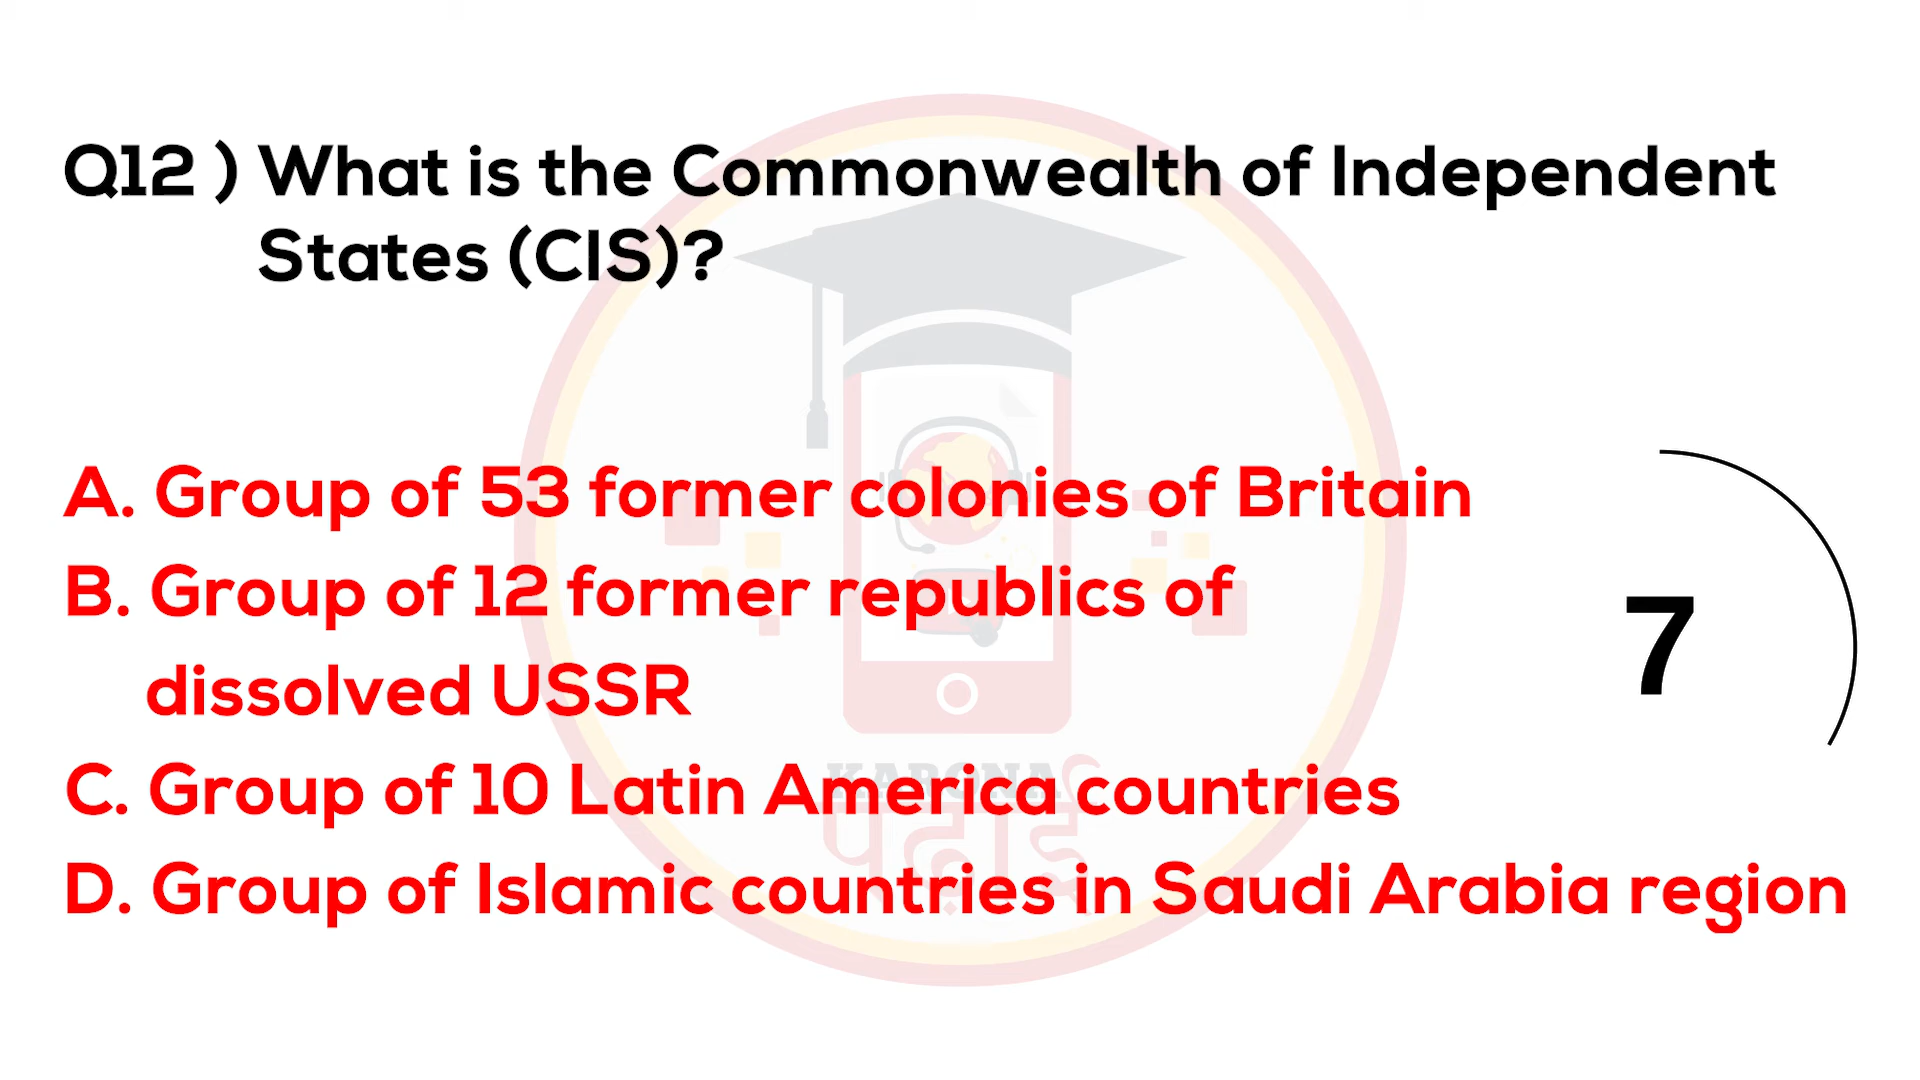 Q12 ) What is the Commonwealth of Independent
States (CIS)?
A. Group of 53 former colonies of Britain
B. Group of 12 former republics of
dissolved USSR
7
C. Group of 10 Latin America countries
KARONA
पढ़ाई
D. Group of Islamic countries in Saudi Arabia region